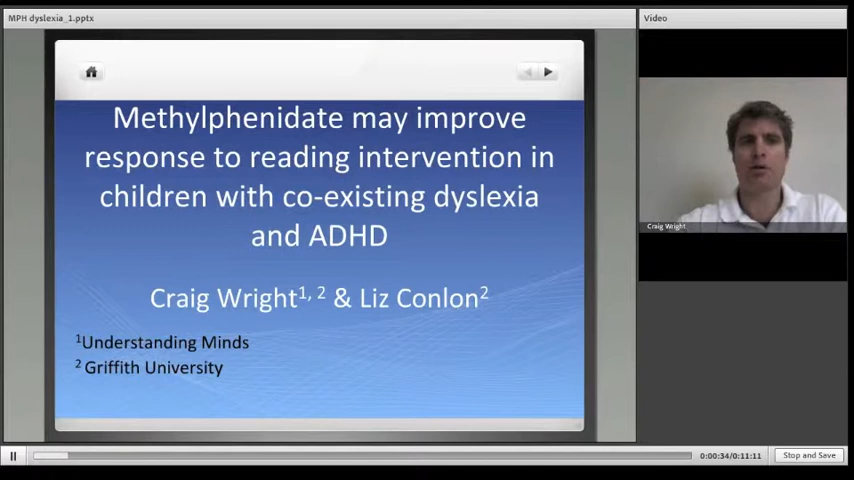 MPH dyslexia_1.pptx
Video
Methylphenidate may improve
response to reading intervention in
children with co-existing dyslexia
and ADHD
Craig Wright1, 2 & Liz Conlon2
1Understanding Minds
2 Griffith University
Craig Wright
0:00:34/0:11:11
Stop and Save